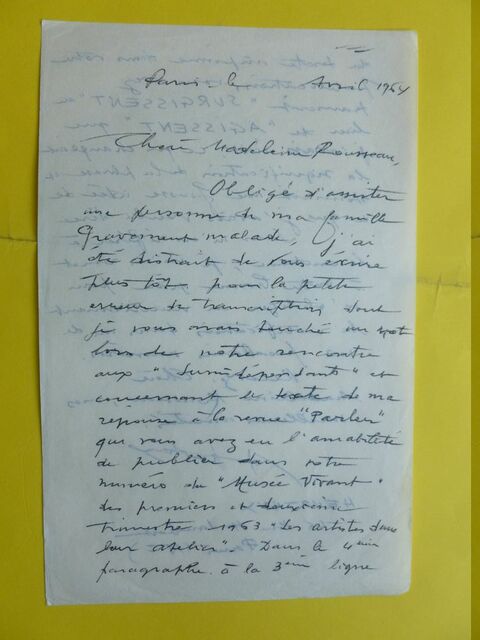 Paris - le Avril 1964
Chère Madeleine Rousseau,
Obligé d'assister
une personne de ma famille
gravement malade, j'ai
été distrait de vous écrire
plus tôt pour la petite
erreur de transcription dont
je vous avais touché un mot
lors de notre rencontre
aux "Surindépendants" et
concernant le texte de ma
réponse à la revue "Parler"
que vous avez eu l'amabilité
de publier dans votre
numéro du "Musée Vivant"
des premiers et deuxième
trimestre 1963 "Les artistes dans
leur atelier". Dans le 4ème
paragraphe. à la 3ème ligne